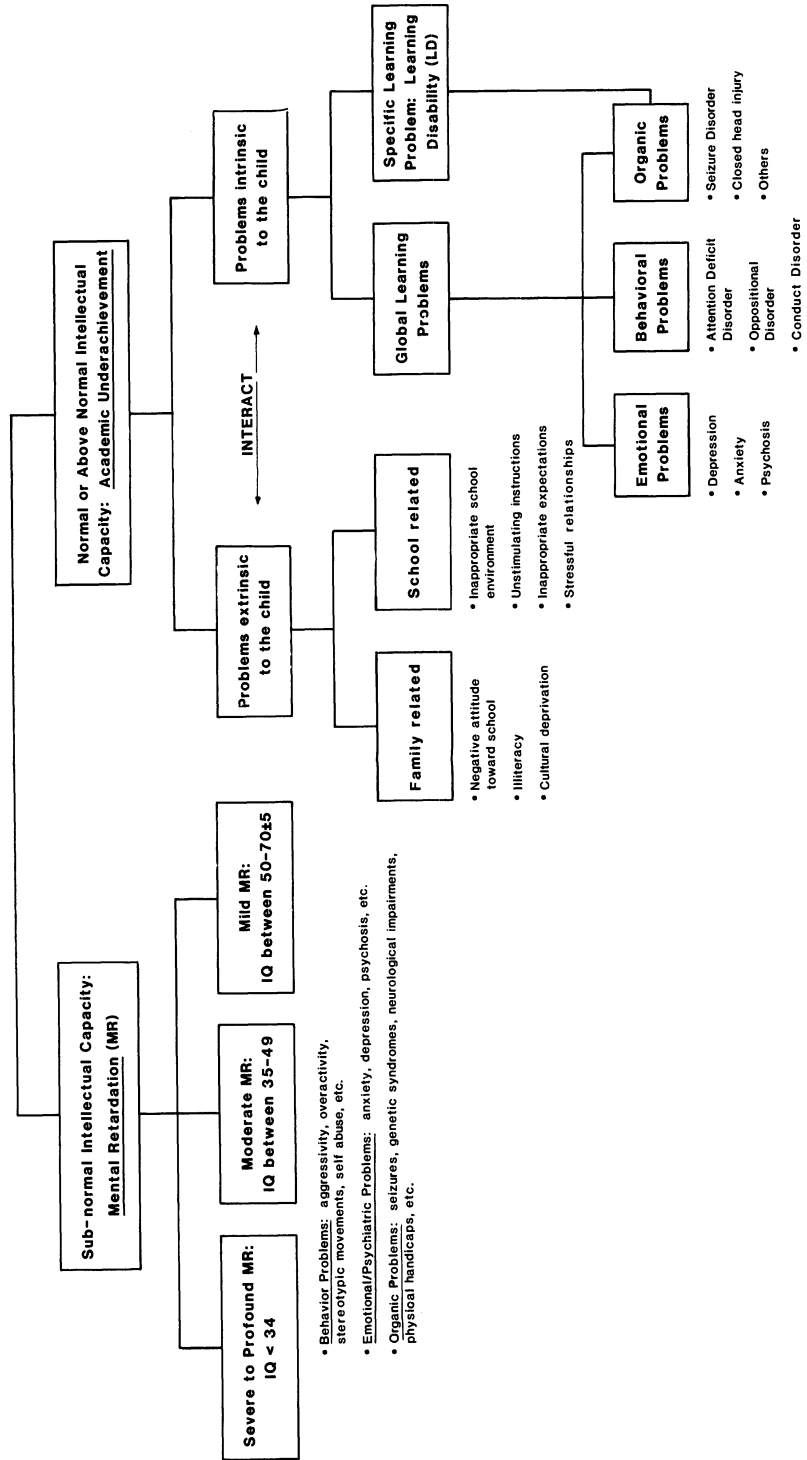 Sub-normal Intellectual Capacity:
Mental Retardation (MR)
Normal or Above Normal Intellectual
Capacity: Academic Underachievement
Severe to Profound MR:
IQ < 34
Moderate MR:
IQ between 35-49
Mild MR:
IQ between 50-70±5
• Behavior Problems: aggressivity, overactivity,
stereotypic movements, self abuse, etc.
• Emotional/Psychiatric Problems: anxiety, depression, psychosis, etc.
• Organic Problems: seizures, genetic syndromes, neurological impairments,
physical handicaps, etc.
Problems extrinsic
to the child
INTERACT
Problems intrinsic
to the child
Family related
• Negative attitude
toward school
• Illiteracy
• Cultural deprivation
School related
• Inappropriate school
environment
• Unstimulating instructions
• Inappropriate expectations
• Stressful relationships
Global Learning
Problems
Specific Learning
Problem: Learning
Disability (LD)
Emotional
Problems
• Depression
• Anxiety
• Psychosis
Behavioral
Problems
• Attention Deficit
Disorder
• Oppositional
Disorder
• Conduct Disorder
Organic
Problems
• Seizure Disorder
• Closed head injury
• Others